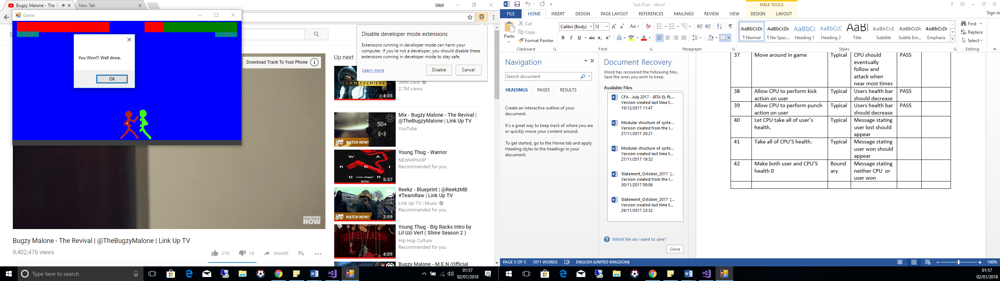 Bugzy Malone - The R
New Tab
Mad
Game
CPU
You
You Won!!! Well done.
OK
Disable developer mode extensions
Extensions running in developer mode can harm your
computer. If you're not a developer, you should disable these
extensions running in developer mode to stay safe.
Learn more
Disable
Cancel
Download Track To Your Phone
Up next
GRM PREMIERE
4:05
GRM Daily
2.7M views
50+
LINK UPTV WATCH NOW!
Mix - Bugzy Malone - The Revival |
@TheBugzyMalone | Link Up TV
YouTube
W A
R R I
O R
5:37
Young Thug - Warrior
NEWHIPHOP
Recommended for you
LINK UPTV WATCH NOW!
2:59
Reekz - Blueprint | @ReekzMB
#TeamRaw | Link Up TV
Link Up TV | Music
Recommended for you
SLIME SEAZON
4:09
Young Thug - Big Racks Intro by
Lil Uzi Vert ( Slime Season 2 )
Hip Hop Culture
Recommended for you
Bugzy Malone - M.E.N (Official
SUBSCRIBE
NOW
Bugzy Malone - The Revival | @TheBugzyMalone | Link Up TV
9,402,476 views
37K
1K
SHARE
Type here to search
01:57
02/01/2018
Test Plan - Word
TABLE TOOLS
Sign in
FILE
HOME
INSERT
DESIGN
PAGE LAYOUT
REFERENCES
MAILINGS
REVIEW
VIEW
DESIGN
LAYOUT
Paste
Cut
Copy
Format Painter
Clipboard
Calibri (Body)
12
Font
Paragraph
AaBbCcDc
¶ Normal
AaBbCcDc
¶ No Spac...
AaBbCc
Heading 1
AaBbCcD
Heading 2
AaBl
Title
AaBbCcD
Subtitle
AaBbCcDc
Subtle Em...
AaBbCcDc
Emphasis
Styles
Find
Replace
Select
Editing
Navigation
Search document
HEADINGS
PAGES
RESULTS
Create an interactive outline of your
document.
It's a great way to keep track of where you are
or quickly move your content around.
To get started, go to the Home tab and apply
Heading styles to the headings in your
document.
Document Recovery
Word has recovered the following files.
Save the ones you wish to keep.
Available Files
CFA - July 2017 - (RTA EL PL...
Version created last time t...
19/12/2017 11:47
Modular structure of syste...
Version created from the l...
27/11/2017 20:21
Modular structure of syste...
Version created last time t...
27/11/2017 19:32
Statement_October_2017 [...
Version created from the l...
30/11/2017 00:06
Statement_October_2017 [...
Version created last time t...
29/11/2017 23:32
Which file do I want to save?
Close
37 Move around in game Typical CPU should PASS
eventually
follow and
attack when
near most times
38 Allow CPU to perform kick Typical Users health bar PASS
action on user should decrease
39 Allow CPU to perform punch Typical Users health bar PASS
action on user should decrease
40 Let CPU take all of user's Typical Message stating
health. user lost should
appear
41 Take all of CPU'S health. Typical Message stating
user won should
appear
42 Make both user and CPU'S Bound Message stating
health 0 ary neither CPU or
user won
PAGE 5 OF 5
1071 WORDS
ENGLISH (UNITED KINGDOM)
100%
01:57
02/01/2018